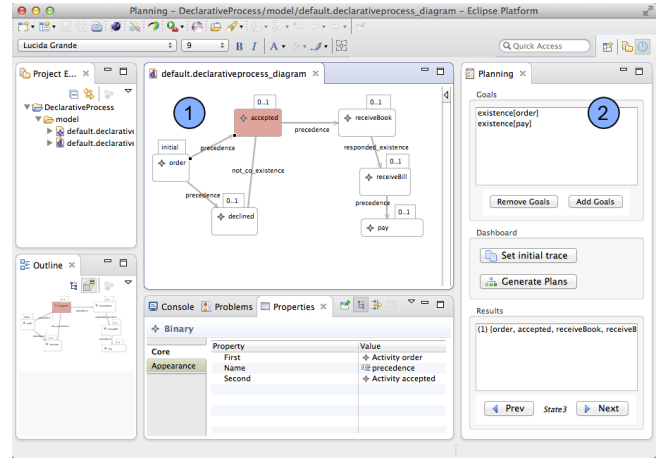 Planning - DeclarativeProcess/model/default.declarativeprocess_diagram - Eclipse Platform
Lucida Grande
9
B I A
Quick Access
Project E...
DeclarativeProcess
model
default.declarative
default.declarative
Outline
default.declarativeprocess_diagram
1
0..1
accepted
0..1
receiveBook
initial
order
precedence
precedence
not_co_existence
responded_existence
0..1
receiveBill
precedence
0..1
declined
precedence
0..1
pay
Console
Problems
Properties
Binary
Core
Appearance
Property Value
First Activity order
Name precedence
Second Activity accepted
Planning
Goals
existence[order]
existence[pay]
2
Remove Goals
Add Goals
Dashboard
Set initial trace
Generate Plans
Results
(1) [order, accepted, receiveBook, receiveB
Prev
State3
Next